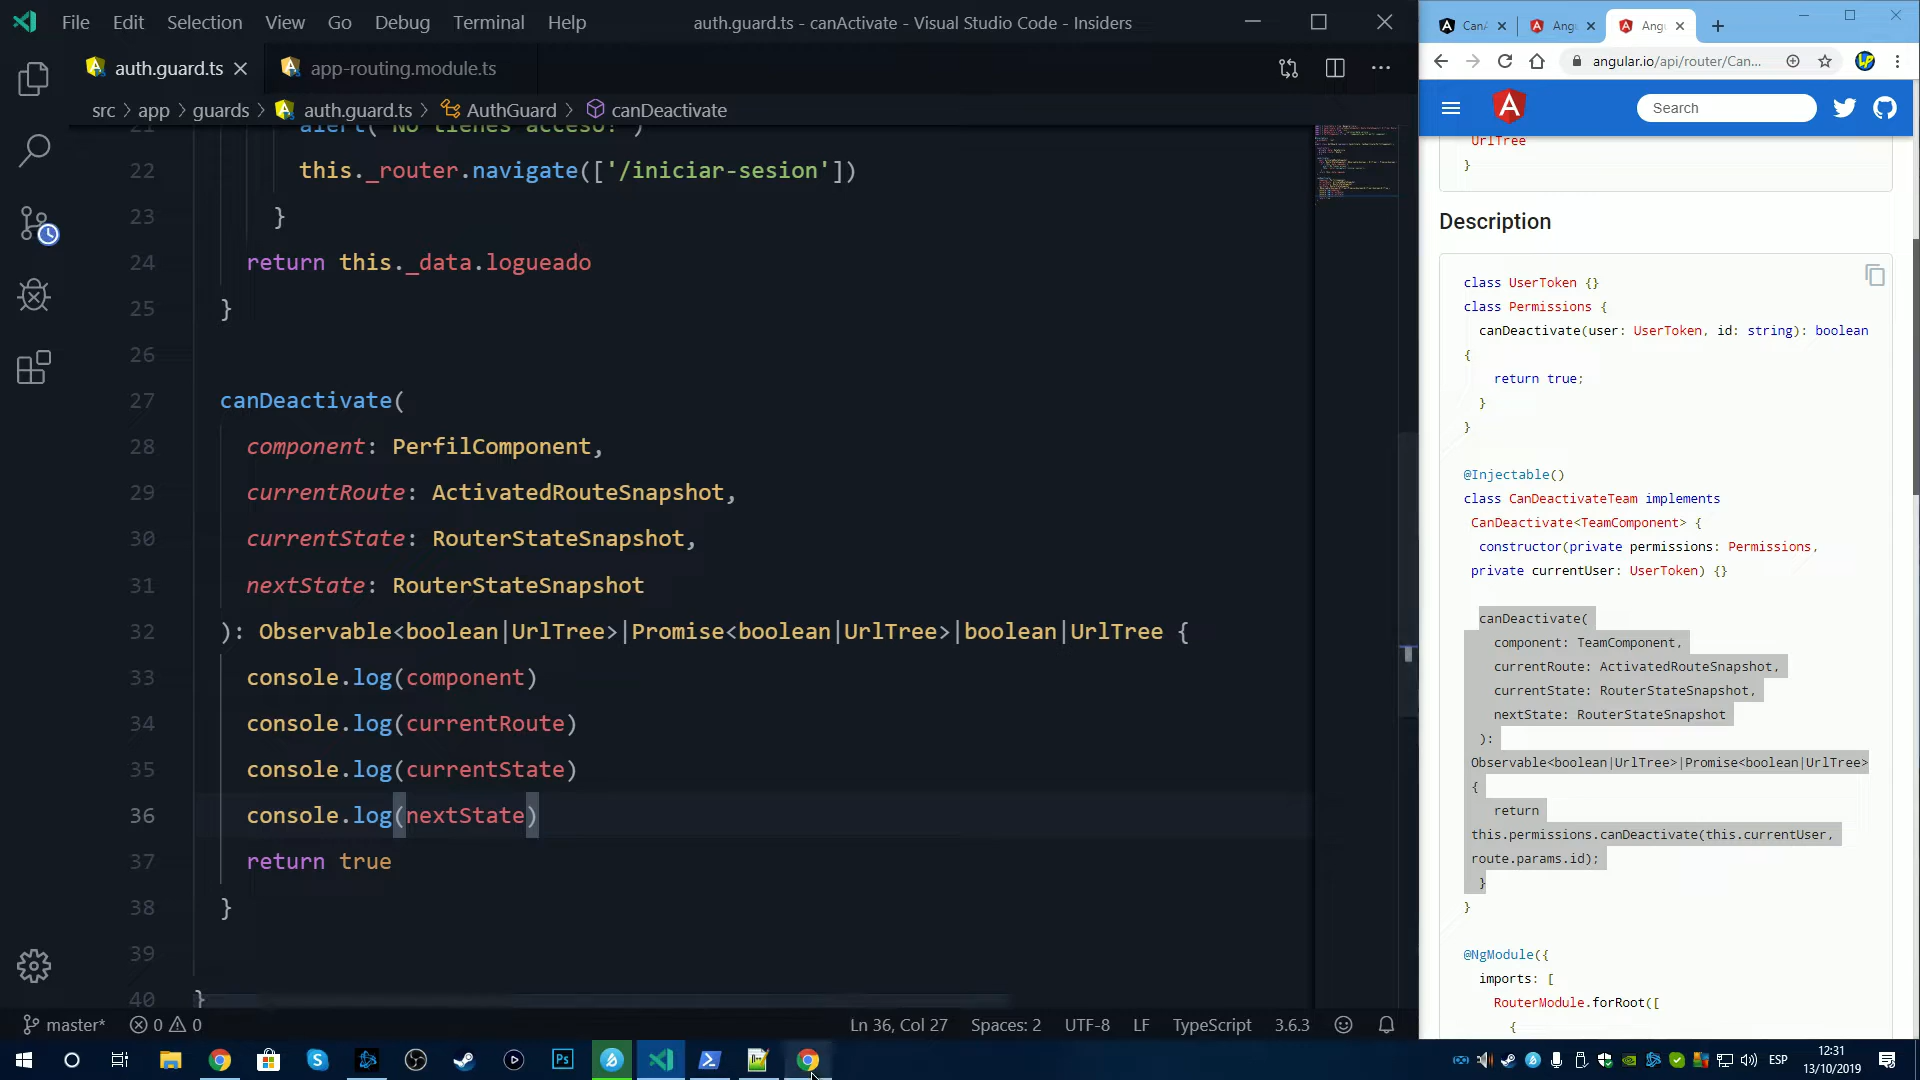 File Edit Selection View Go Debug Terminal Help
auth.guard.ts - canActivate - Visual Studio Code - Insiders
auth.guard.ts
app-routing.module.ts
src > app > guards > auth.guard.ts > AuthGuard > canDeactivate
21 alert('No tienes acceso!')
22 this._router.navigate(['/iniciar-sesion'])
23 }
24 return this._data.logueado
25 }
26
27 canDeactivate(
28 component: PerfilComponent,
29 currentRoute: ActivatedRouteSnapshot,
30 currentState: RouterStateSnapshot,
31 nextState: RouterStateSnapshot
32 ): Observable<boolean|UrlTree>|Promise<boolean|UrlTree>|boolean|UrlTree {
33 console.log(component)
34 console.log(currentRoute)
35 console.log(currentState)
36 console.log(nextState)
37 return true
38 }
39
40 }
master* 0 0
Ln 36, Col 27 Spaces: 2 UTF-8 LF TypeScript 3.6.3
Can
Ang
Ang
angular.io/api/router/Can...
Search
UrlTree
}
Description
class UserToken {}
class Permissions {
canDeactivate(user: UserToken, id: string): boolean
{
return true;
}
}
@Injectable()
class CanDeactivateTeam implements
CanDeactivate<TeamComponent> {
constructor(private permissions: Permissions,
private currentUser: UserToken) {}
canDeactivate(
component: TeamComponent,
currentRoute: ActivatedRouteSnapshot,
currentState: RouterStateSnapshot,
nextState: RouterStateSnapshot
):
Observable<boolean|UrlTree>|Promise<boolean|UrlTree>
{
return
this.permissions.canDeactivate(this.currentUser,
route.params.id);
}
}
@NgModule({
imports: [
RouterModule.forRoot([
{
ESP
12:31
13/10/2019